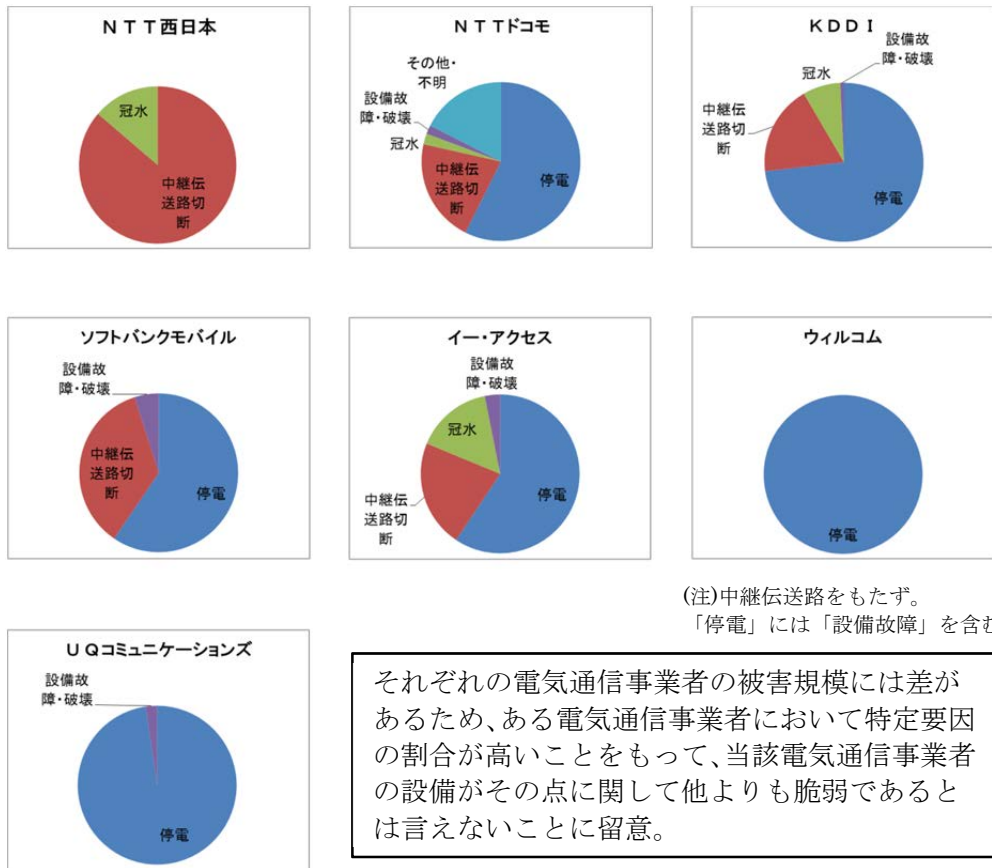 ＮＴＴ西日本
冠水
中継伝
送路切
断
ＮＴＴドコモ
その他・
不明
設備故
障・破壊
冠水
中継伝
送路切
断
停電
ＫＤＤＩ
設備故
障・破壊
冠水
中継伝
送路切
断
停電
ソフトバンクモバイル
設備故
障・破壊
中継伝
送路切
断
停電
イー・アクセス
設備故
障・破壊
冠水
中継伝
送路切
断
停電
ウィルコム
停電
(注)中継伝送路をもたず。
「停電」には「設備故障」を含む
ＵＱコミュニケーションズ
設備故
障・破壊
停電
それぞれの電気通信事業者の被害規模には差が
あるため、ある電気通信事業者において特定要因
の割合が高いことをもって、当該電気通信事業者
の設備がその点に関して他よりも脆弱であると
は言えないことに留意。